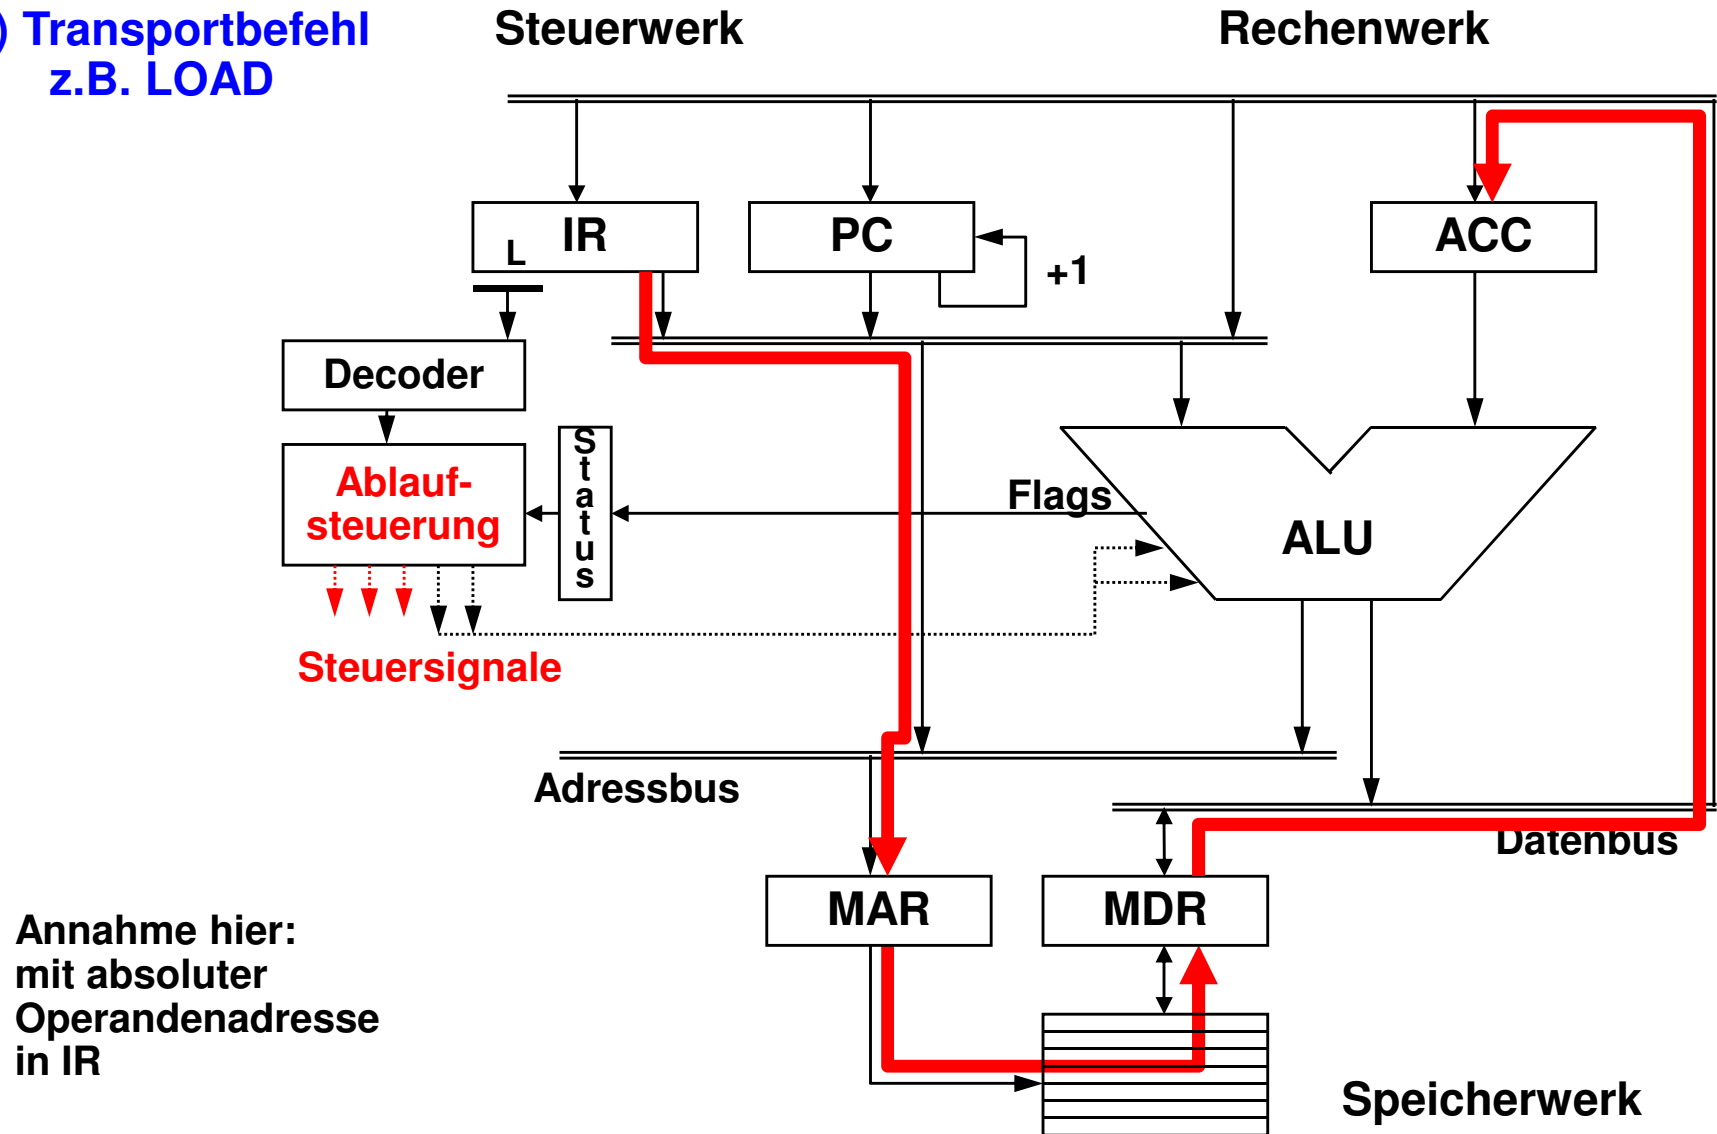 ) Transportbefehl
z.B. LOAD
Steuerwerk
Rechenwerk
IR
L
PC
+1
ACC
Decoder
Ablauf-
steuerung
Status
Flags
ALU
Steuersignale
Adressbus
Datenbus
MAR
MDR
Annahme hier:
mit absoluter
Operandenadresse
in IR
Speicherwerk